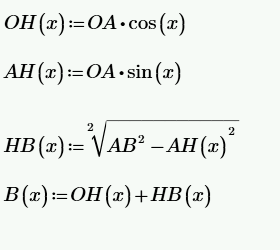 OH(x):=OA⋅cos(x)
AH(x):=OA⋅sin(x)
HB(x):=²√(AB² −AH(x)²)
B(x):=OH(x)+HB(x)